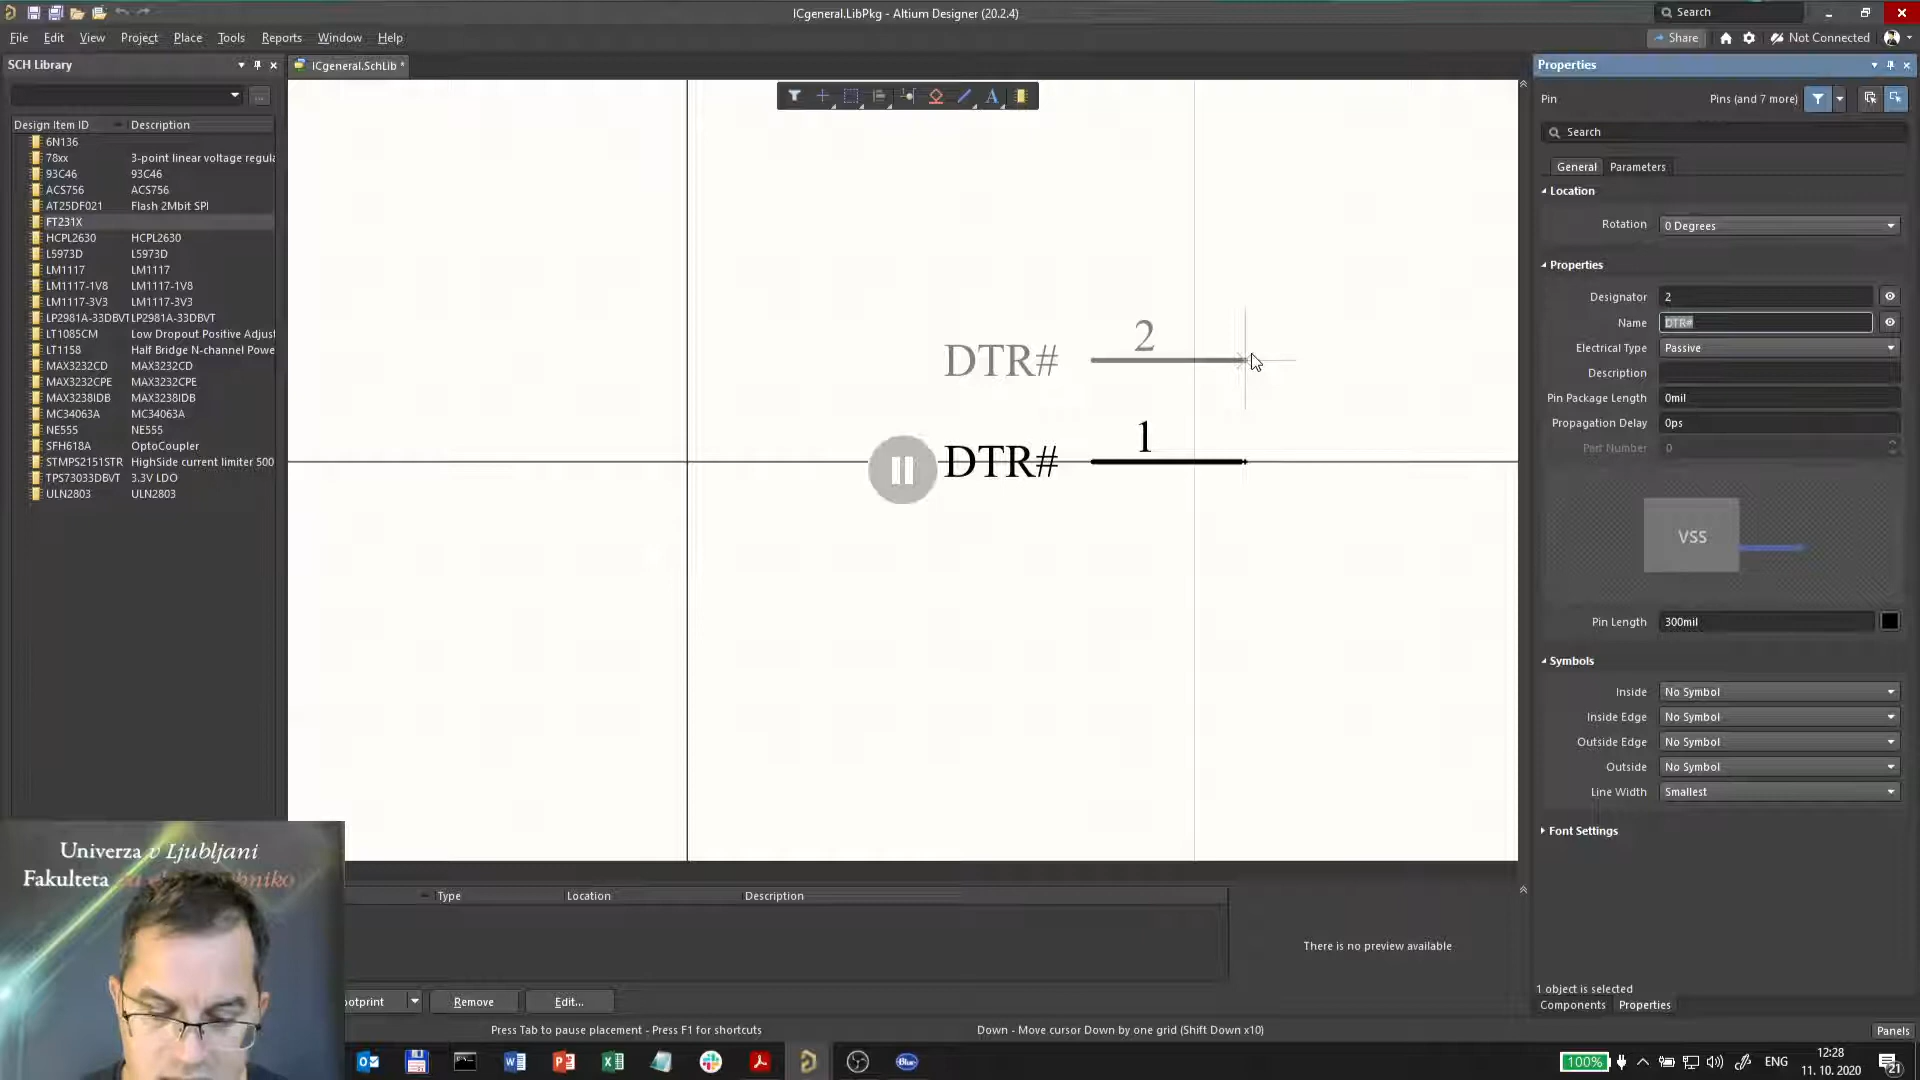 ICgeneral.LibPkg - Altium Designer (20.2.4)
Search
File Edit View Project Place Tools Reports Window Help
Share
Not Connected
SCH Library
ICgeneral.SchLib *
Design Item ID Description
6N136
78xx 3-point linear voltage regula
93C46 93C46
ACS756 ACS756
AT25DF021 Flash 2Mbit SPI
FT231X
HCPL2630 HCPL2630
L5973D L5973D
LM1117 LM1117
LM1117-1V8 LM1117-1V8
LM1117-3V3 LM1117-3V3
LP2981A-33DBVT LP2981A-33DBVT
LT1085CM Low Dropout Positive Adjust
LT1158 Half Bridge N-channel Powe
MAX3232CD MAX3232CD
MAX3232CPE MAX3232CPE
MAX3238IDB MAX3238IDB
MC34063A MC34063A
NE555 NE555
SFH618A OptoCoupler
STMPS2151STR HighSide current limiter 500
TPS73033DBVT 3.3V LDO
ULN2803 ULN2803
DTR# 2
DTR# 1
Properties
Pin Pins (and 7 more)
Search
General Parameters
Location
Rotation 0 Degrees
Properties
Designator 2
Name DTR#
Electrical Type Passive
Description
Pin Package Length 0mil
Propagation Delay 0ps
Part Number 0
VSS
Pin Length 300mil
Symbols
Inside No Symbol
Inside Edge No Symbol
Outside Edge No Symbol
Outside No Symbol
Line Width Smallest
Font Settings
1 object is selected
Components Properties
Univerza v Ljubljani
Fakulteta
Type Location Description
There is no preview available
ootprint Remove Edit...
Press Tab to pause placement - Press F1 for shortcuts
Down - Move cursor Down by one grid (Shift Down x10)
Panels
100%
ENG
12:28
11. 10. 2020
21